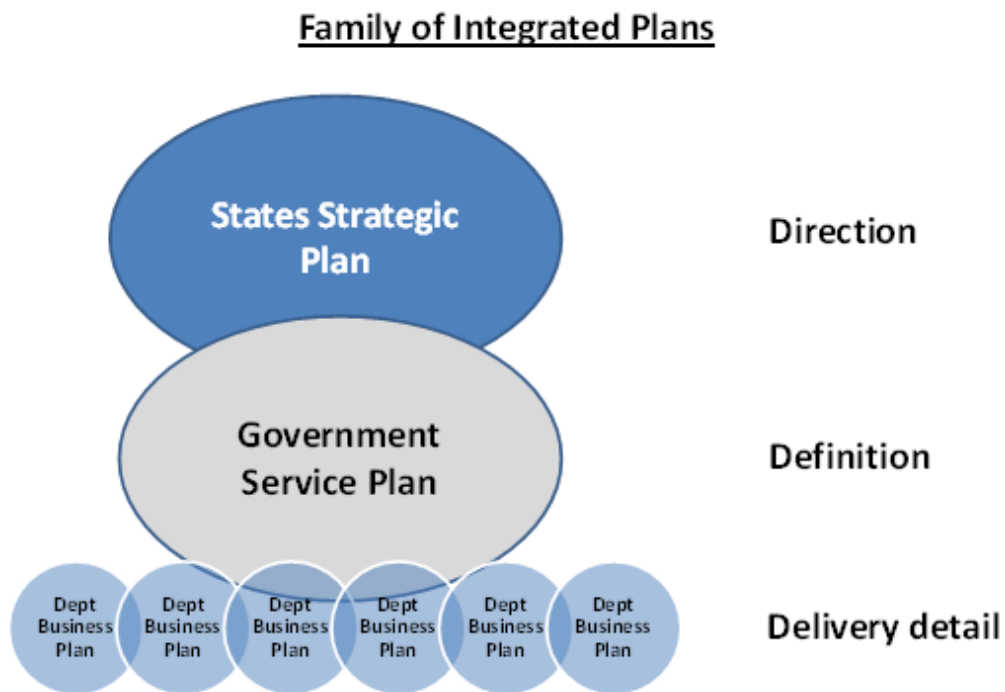 Family of Integrated Plans
States Strategic
Plan
Direction
Government
Service Plan
Definition
Dept
Business
Plan
Dept
Business
Plan
Dept
Business
Plan
Dept
Business
Plan
Dept
Business
Plan
Dept
Business
Plan
Delivery detail